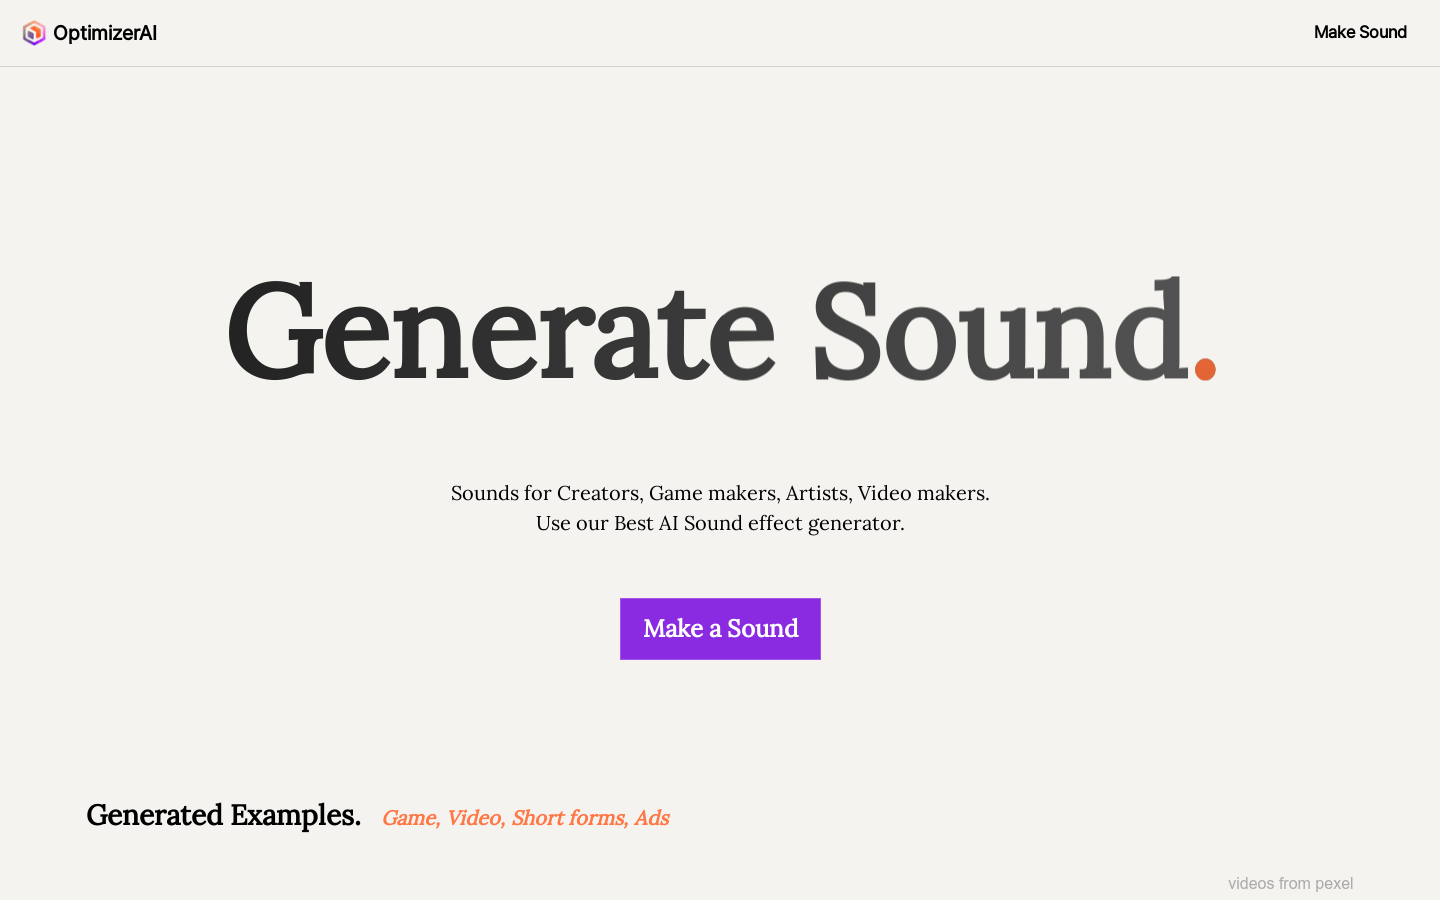 OptimizerAI
Make Sound
Generate Sound.
Sounds for Creators, Game makers, Artists, Video makers.
Use our Best AI Sound effect generator.
Make a Sound
Generated Examples. Game, Video, Short forms, Ads
videos from pexel